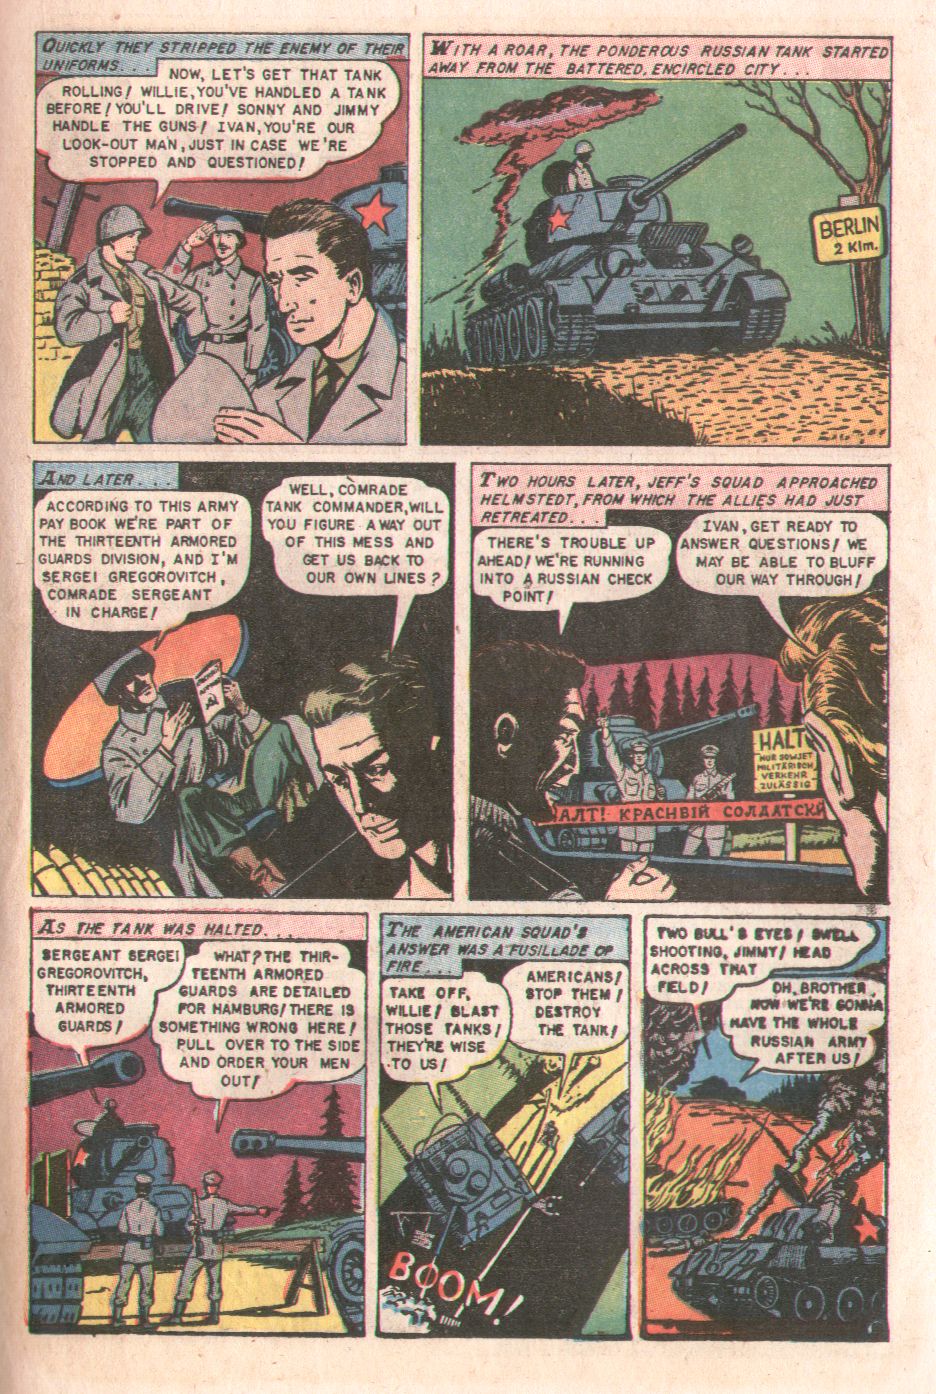 QUICKLY THEY STRIPPED THE ENEMY OF THEIR
UNIFORMS...
NOW, LET'S GET THAT TANK
ROLLING! WILLIE, YOU'VE HANDLED A TANK
BEFORE! YOU'LL DRIVE! SONNY AND JIMMY
HANDLE THE GUNS! IVAN, YOU'RE OUR
LOOK-OUT MAN, JUST IN CASE WE'RE
STOPPED AND QUESTIONED!
WITH A ROAR, THE PONDEROUS RUSSIAN TANK STARTED
AWAY FROM THE BATTERED, ENCIRCLED CITY...
BERLIN
2 Klm.
AND LATER...
ACCORDING TO THIS ARMY
PAY BOOK WE'RE PART OF
THE THIRTEENTH ARMORED
GUARDS DIVISION, AND I'M
SERGEI GREGOROVITCH,
COMRADE SERGEANT
IN CHARGE!
WELL, COMRADE
TANK COMMANDER, WILL
YOU FIGURE A WAY OUT
OF THIS MESS AND
GET US BACK TO
OUR OWN LINES?
TWO HOURS LATER, JEFF'S SQUAD APPROACHED
HELMSTEDT, FROM WHICH THE ALLIES HAD JUST
RETREATED...
THERE'S TROUBLE UP
AHEAD! WE'RE RUNNING
INTO A RUSSIAN CHECK
POINT!
IVAN, GET READY TO
ANSWER QUESTIONS! WE
MAY BE ABLE TO BLUFF
OUR WAY THROUGH!
HALT
NUR SOWJET
MILITÄRISCH
VERKEHR
ZULÄSSIG
АЛТ! КРАСНВІЙ СОЛДАТСКИ
AS THE TANK WAS HALTED...
SERGEANT SERGEI
GREGOROVITCH,
THIRTEENTH
ARMORED
GUARDS!
WHAT? THE THIR-
TEENTH ARMORED
GUARDS ARE DETAILED
FOR HAMBURG! THERE IS
SOMETHING WRONG HERE!
PULL OVER TO THE SIDE
AND ORDER YOUR MEN
OUT!
THE AMERICAN SQUAD'S
ANSWER WAS A FUSILLADE OF
FIRE...
TAKE OFF,
WILLIE! BLAST
THOSE TANKS!
THEY'RE WISE
TO US!
AMERICANS!
STOP THEM!
DESTROY
THE TANK!
BOOM!
TWO BULL'S EYES! SWELL
SHOOTING, JIMMY! HEAD
ACROSS THAT
FIELD!
OH, BROTHER,
NOW WE'RE GONNA
HAVE THE WHOLE
RUSSIAN ARMY
AFTER US!